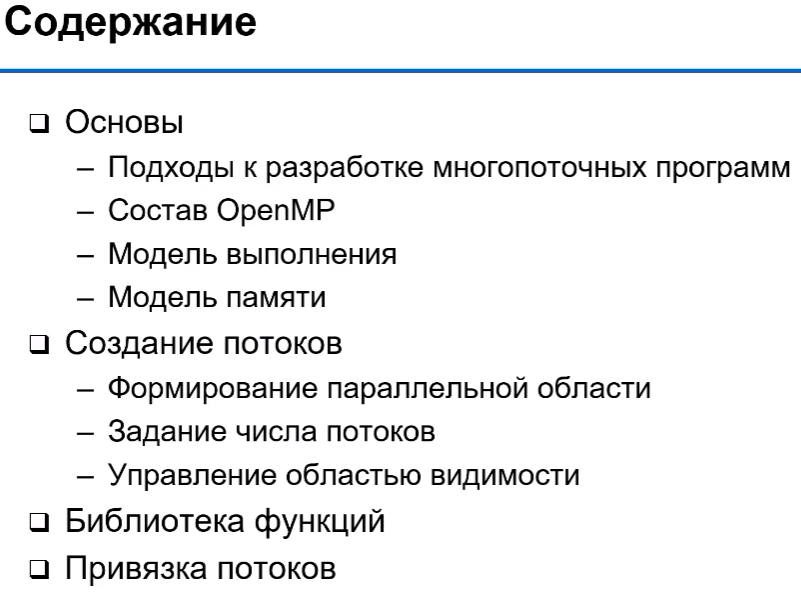 Содержание
❑ Основы
– Подходы к разработке многопоточных программ
– Состав OpenMP
– Модель выполнения
– Модель памяти
❑ Создание потоков
– Формирование параллельной области
– Задание числа потоков
– Управление областью видимости
❑ Библиотека функций
❑ Привязка потоков